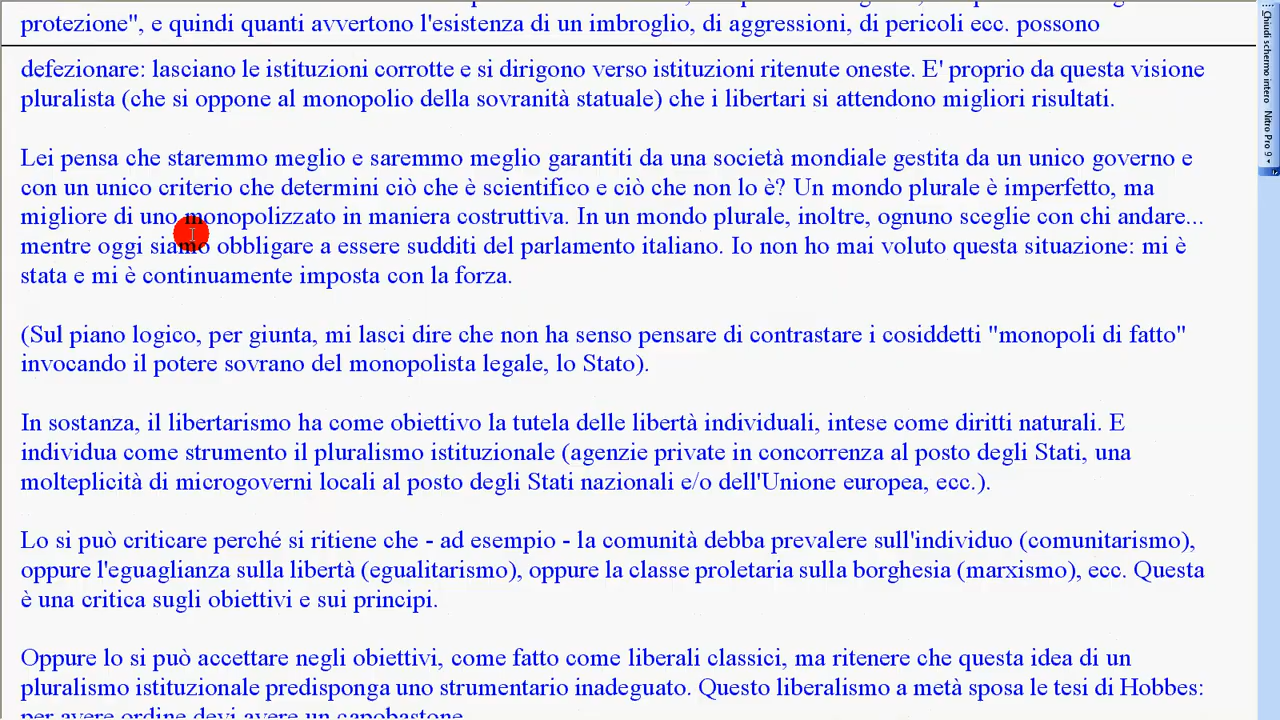 protezione", e quindi quanti avvertono l'esistenza di un imbroglio, di aggressioni, di pericoli ecc. possono
defezionare: lasciano le istituzioni corrotte e si dirigono verso istituzioni ritenute oneste. E' proprio da questa visione
pluralista (che si oppone al monopolio della sovranità statuale) che i libertari si attendono migliori risultati.
Lei pensa che staremmo meglio e saremmo meglio garantiti da una società mondiale gestita da un unico governo e
con un unico criterio che determini ciò che è scientifico e ciò che non lo è? Un mondo plurale è imperfetto, ma
migliore di uno monopolizzato in maniera costruttiva. In un mondo plurale, inoltre, ognuno sceglie con chi andare...
mentre oggi siamo obbligare a essere sudditi del parlamento italiano. Io non ho mai voluto questa situazione: mi è
stata e mi è continuamente imposta con la forza.
(Sul piano logico, per giunta, mi lasci dire che non ha senso pensare di contrastare i cosiddetti "monopoli di fatto"
invocando il potere sovrano del monopolista legale, lo Stato).
In sostanza, il libertarismo ha come obiettivo la tutela delle libertà individuali, intese come diritti naturali. E
individua come strumento il pluralismo istituzionale (agenzie private in concorrenza al posto degli Stati, una
molteplicità di microgoverni locali al posto degli Stati nazionali e/o dell'Unione europea, ecc.).
Lo si può criticare perché si ritiene che - ad esempio - la comunità debba prevalere sull'individuo (comunitarismo),
oppure l'eguaglianza sulla libertà (egualitarismo), oppure la classe proletaria sulla borghesia (marxismo), ecc. Questa
è una critica sugli obiettivi e sui principi.
Oppure lo si può accettare negli obiettivi, come fatto come liberali classici, ma ritenere che questa idea di un
pluralismo istituzionale predisponga uno strumentario inadeguato. Questo liberalismo a metà sposa le tesi di Hobbes:
per avere ordine devi avere un capobastone.
Chiudi schermo intero
Nitro Pro 9